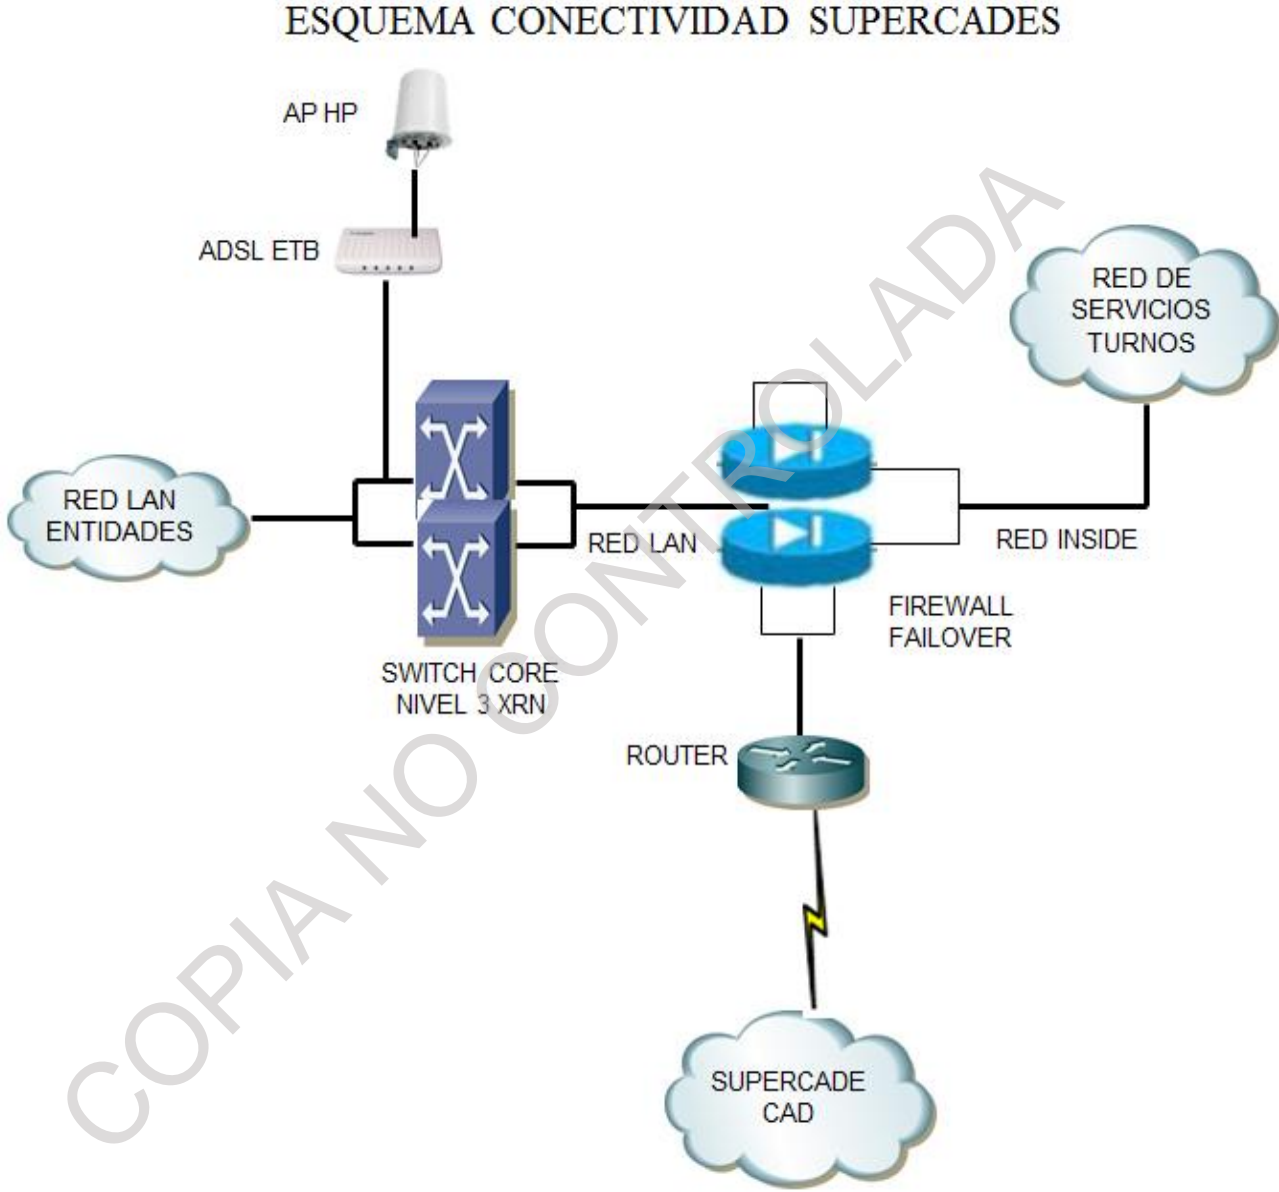 ESQUEMA CONECTIVIDAD SUPERCADES
AP HP
ADSL ETB
RED DE
SERVICIOS
TURNOS
RED LAN
ENTIDADES
RED LAN
RED INSIDE
FIREWALL
FAILOVER
SWITCH CORE
NIVEL 3 XRN
ROUTER
SUPERCADE
CAD
COPIA NO CONTROLADA